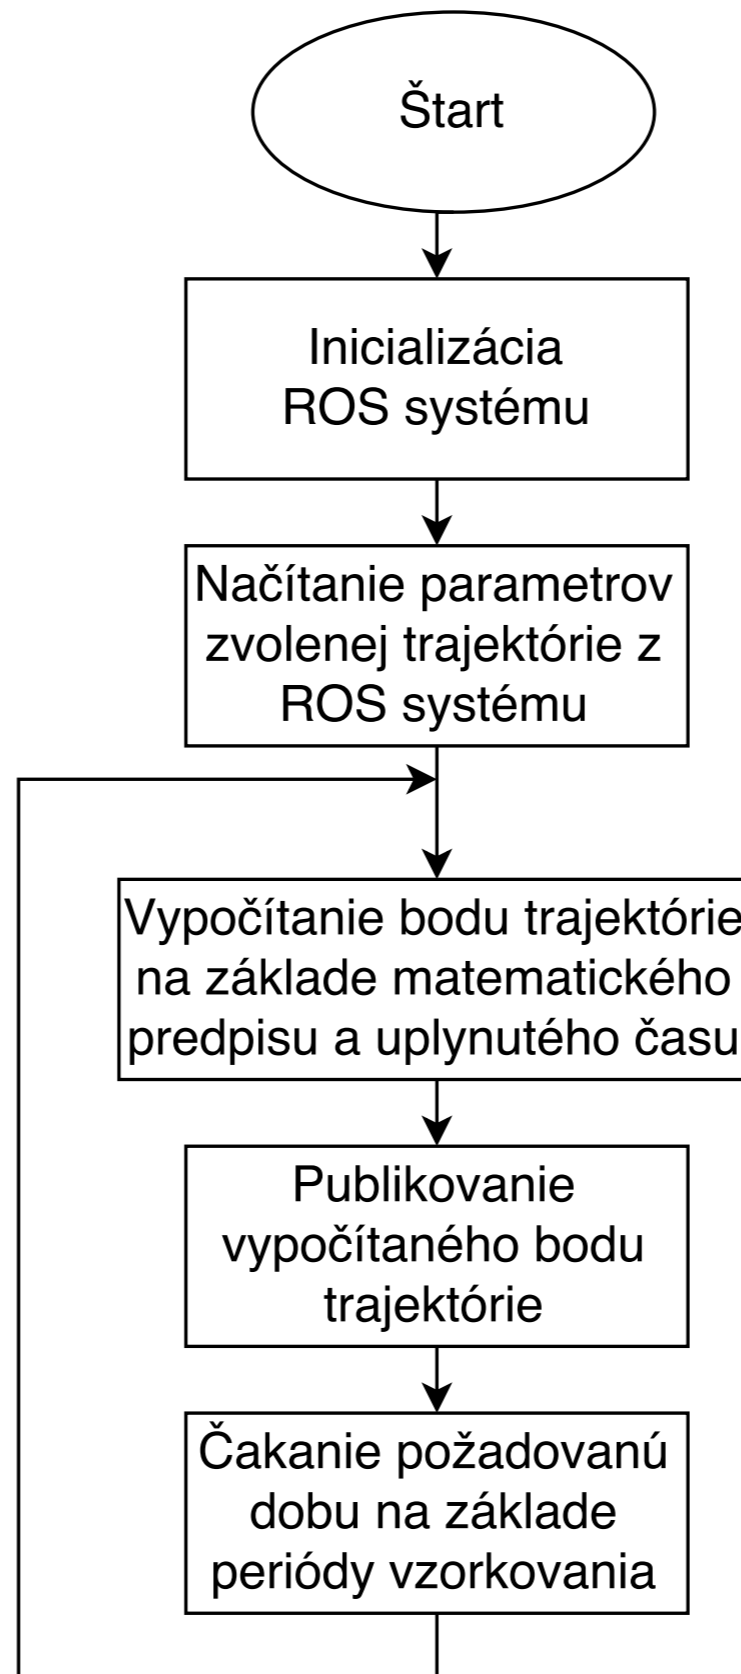 Štart
Inicializácia
ROS systému
Načítanie parametrov
zvolenej trajektórie z
ROS systému
Vypočítanie bodu trajektórie
na základe matematického
predpisu a uplynutého času
Publikovanie
vypočítaného bodu
trajektórie
Čakanie požadovanú
dobu na základe
periódy vzorkovania